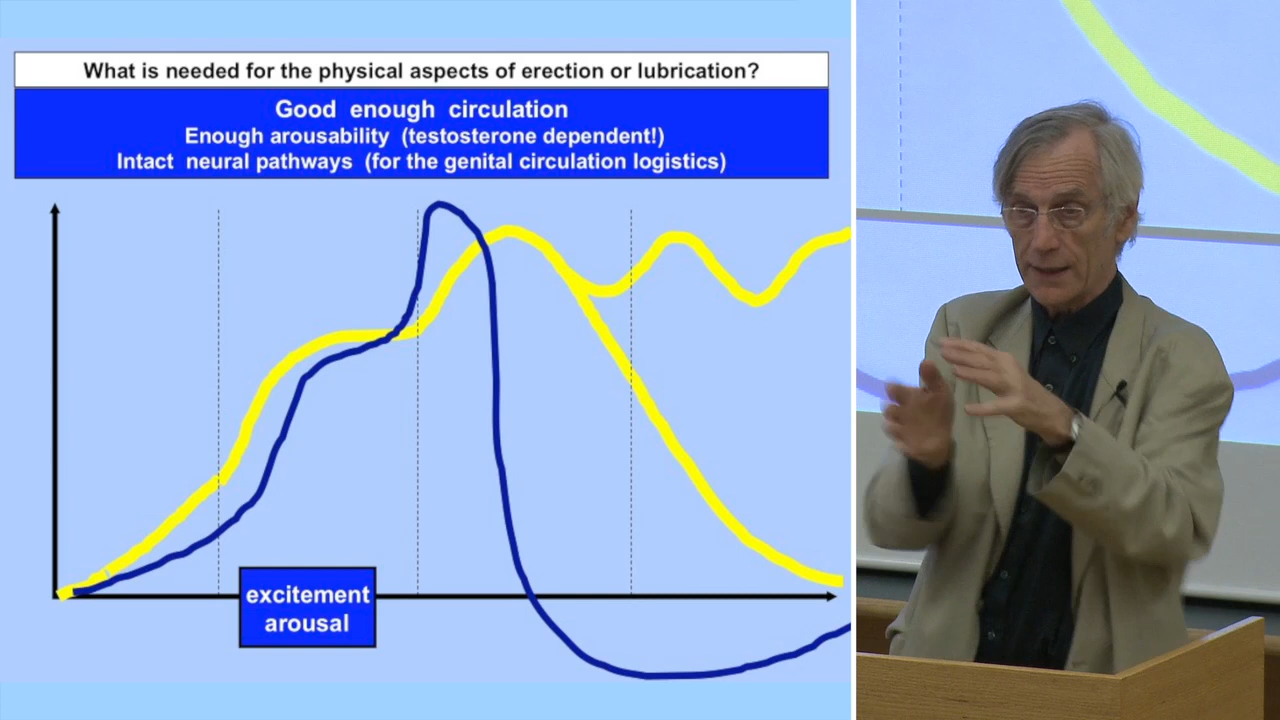 What is needed for the physical aspects of erection or lubrication?
Good enough circulation
Enough arousability (testosterone dependent!)
Intact neural pathways (for the genital circulation logistics)
excitement
arousal